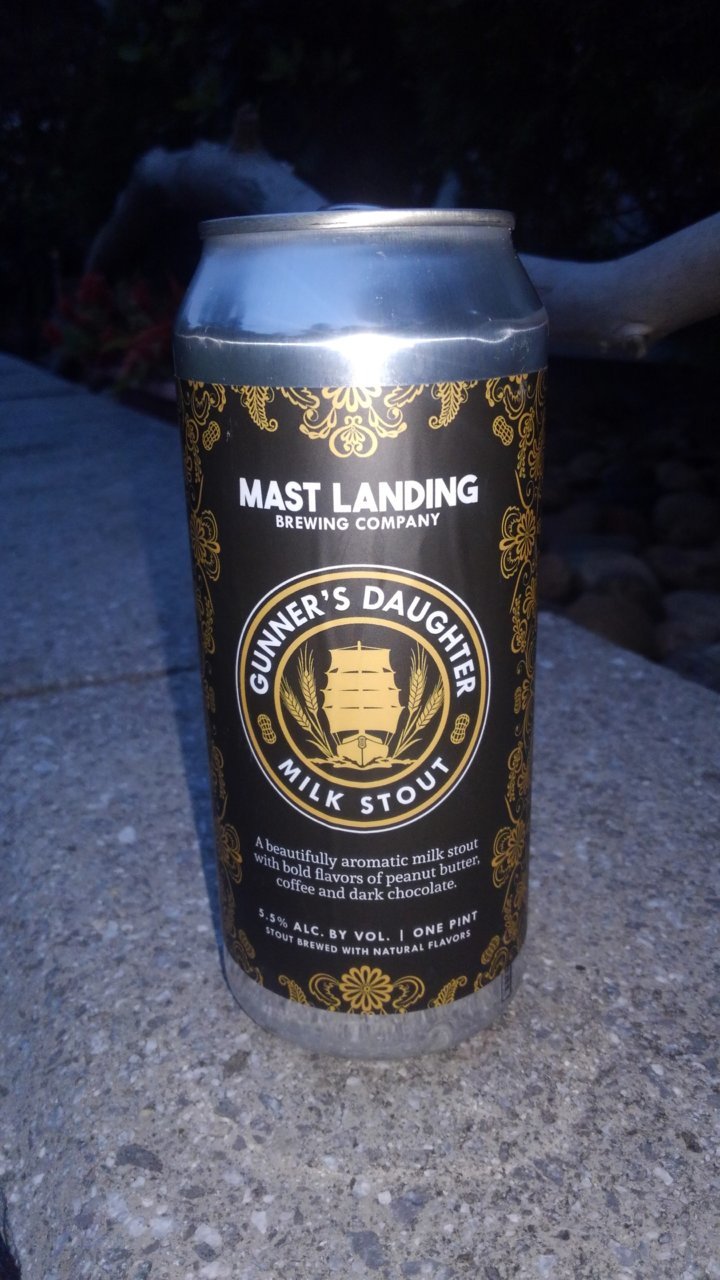 MAST LANDING
BREWING COMPANY
GUNNER'S DAUGHTER
MILK STOUT
A beautifully aromatic milk stout
with bold flavors of peanut butter,
coffee and dark chocolate.
5.5% ALC. BY VOL. | ONE PINT
STOUT BREWED WITH NATURAL FLAVORS